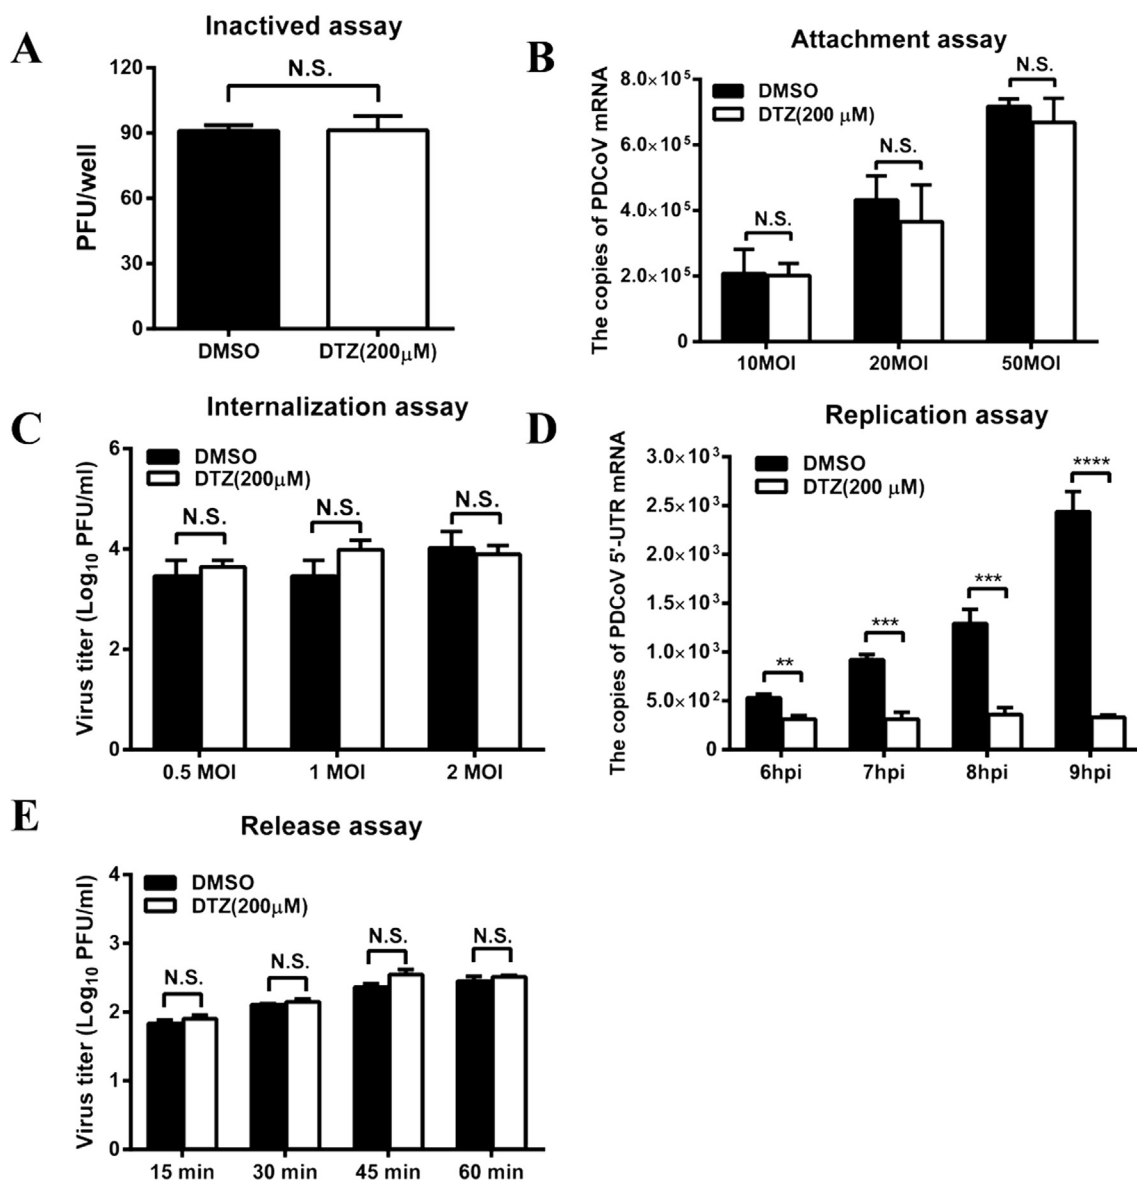 A
Inactived assay
PFU/well
120
90
60
30
0
N.S.
DMSO
DTZ(200μM)
B
Attachment assay
The copies of PDCoV mRNA
8.0×10⁵
6.0×10⁵
4.0×10⁵
2.0×10⁵
0
DMSO
DTZ(200 μM)
N.S.
N.S.
N.S.
10MOI
20MOI
50MOI
C
Internalization assay
Virus titer (Log₁₀ PFU/ml)
6
4
2
0
DMSO
DTZ(200μM)
N.S.
N.S.
N.S.
0.5 MOI
1 MOI
2 MOI
D
Replication assay
The copies of PDCoV 5'-UTR mRNA
3.0×10³
2.5×10³
2.0×10³
1.5×10³
1.0×10³
5.0×10²
0
DMSO
DTZ(200 μM)
**
***
***
****
6hpi
7hpi
8hpi
9hpi
E
Release assay
Virus titer (Log₁₀ PFU/ml)
4
3
2
1
0
DMSO
DTZ(200μM)
N.S.
N.S.
N.S.
N.S.
15 min
30 min
45 min
60 min